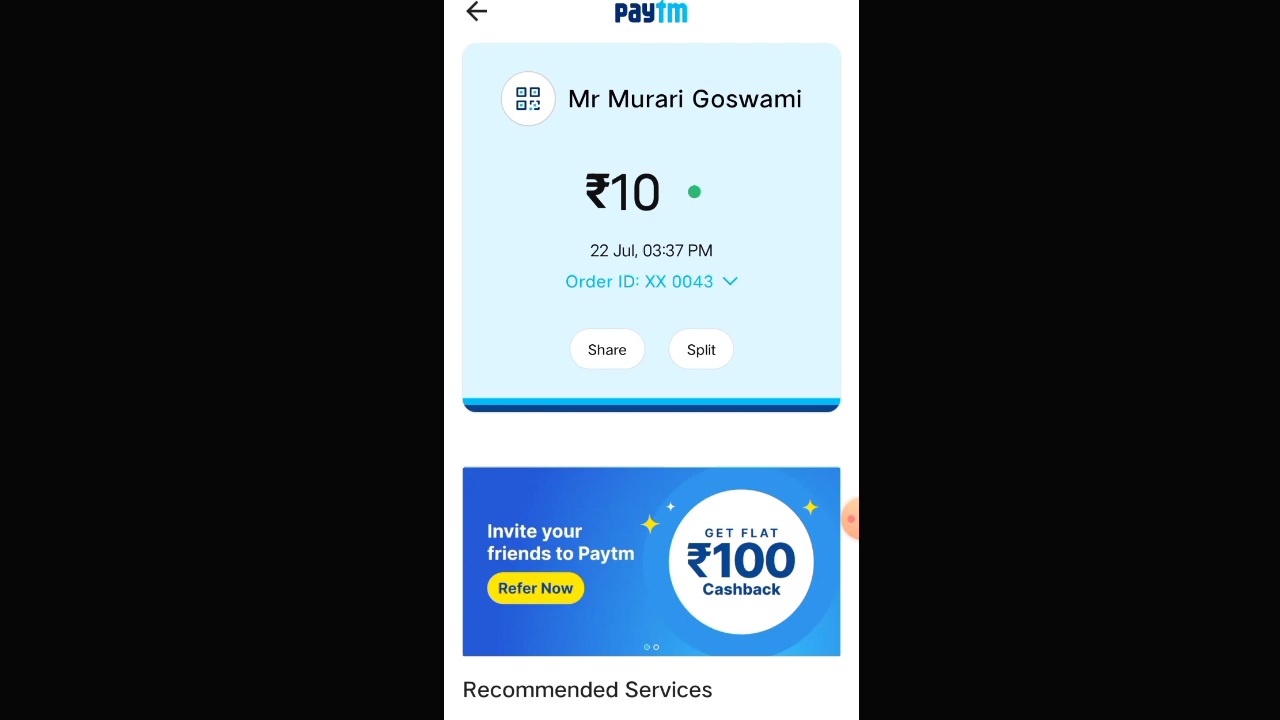 paytm
Mr Murari Goswami
₹10
22 Jul, 03:37 PM
Order ID: XX 0043
Share Split
Invite your
friends to Paytm
Refer Now
GET FLAT
₹100
Cashback
Recommended Services